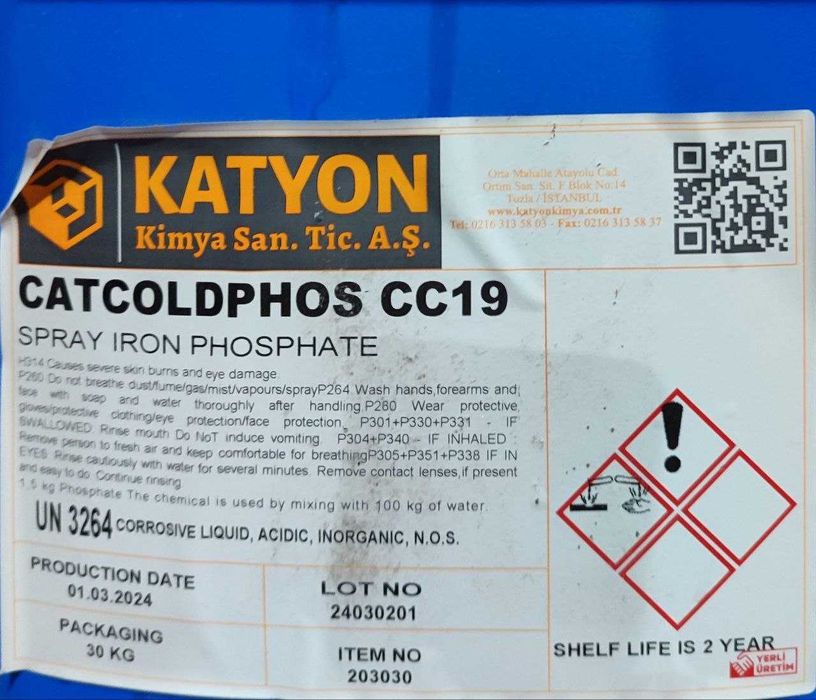 KATYON
Kimya San. Tic. A.Ş.
Orta Mahalle Atayolu Cad.
Ortim San. Sit. F Blok No:14
Tuzla / İSTANBUL
www.katyonkimya.com.tr
Tel: 0216 313 58 03 - Fax: 0216 313 58 37
CATCOLDPHOS CC19
SPRAY IRON PHOSPHATE
H314 Causes severe skin burns and eye damage.
P260 Do not breathe dust/fume/gas/mist/vapours/sprayP264 Wash hands,forearms and
face with soap and water thoroughly after handling.P280 Wear protective
gloves/protective clothing/eye protection/face protection. P301+P330+P331 - IF
SWALLOWED: Rinse mouth Do NoT induce vomiting. P304+P340 - IF INHALED :
Remove person to fresh air and keep comfortable for breathingP305+P351+P338 IF IN
EYES: Rinse cautiously with water for several minutes. Remove contact lenses,if present
and easy to do. Continue rinsing
1,5 kg Phosphate The chemical is used by mixing with 100 kg of water.
UN 3264 CORROSIVE LIQUID, ACIDIC, INORGANIC, N.O.S.
PRODUCTION DATE
01.03.2024
LOT NO
24030201
PACKAGING
30 KG
ITEM NO
203030
SHELF LIFE IS 2 YEAR
YERLİ
ÜRETİM